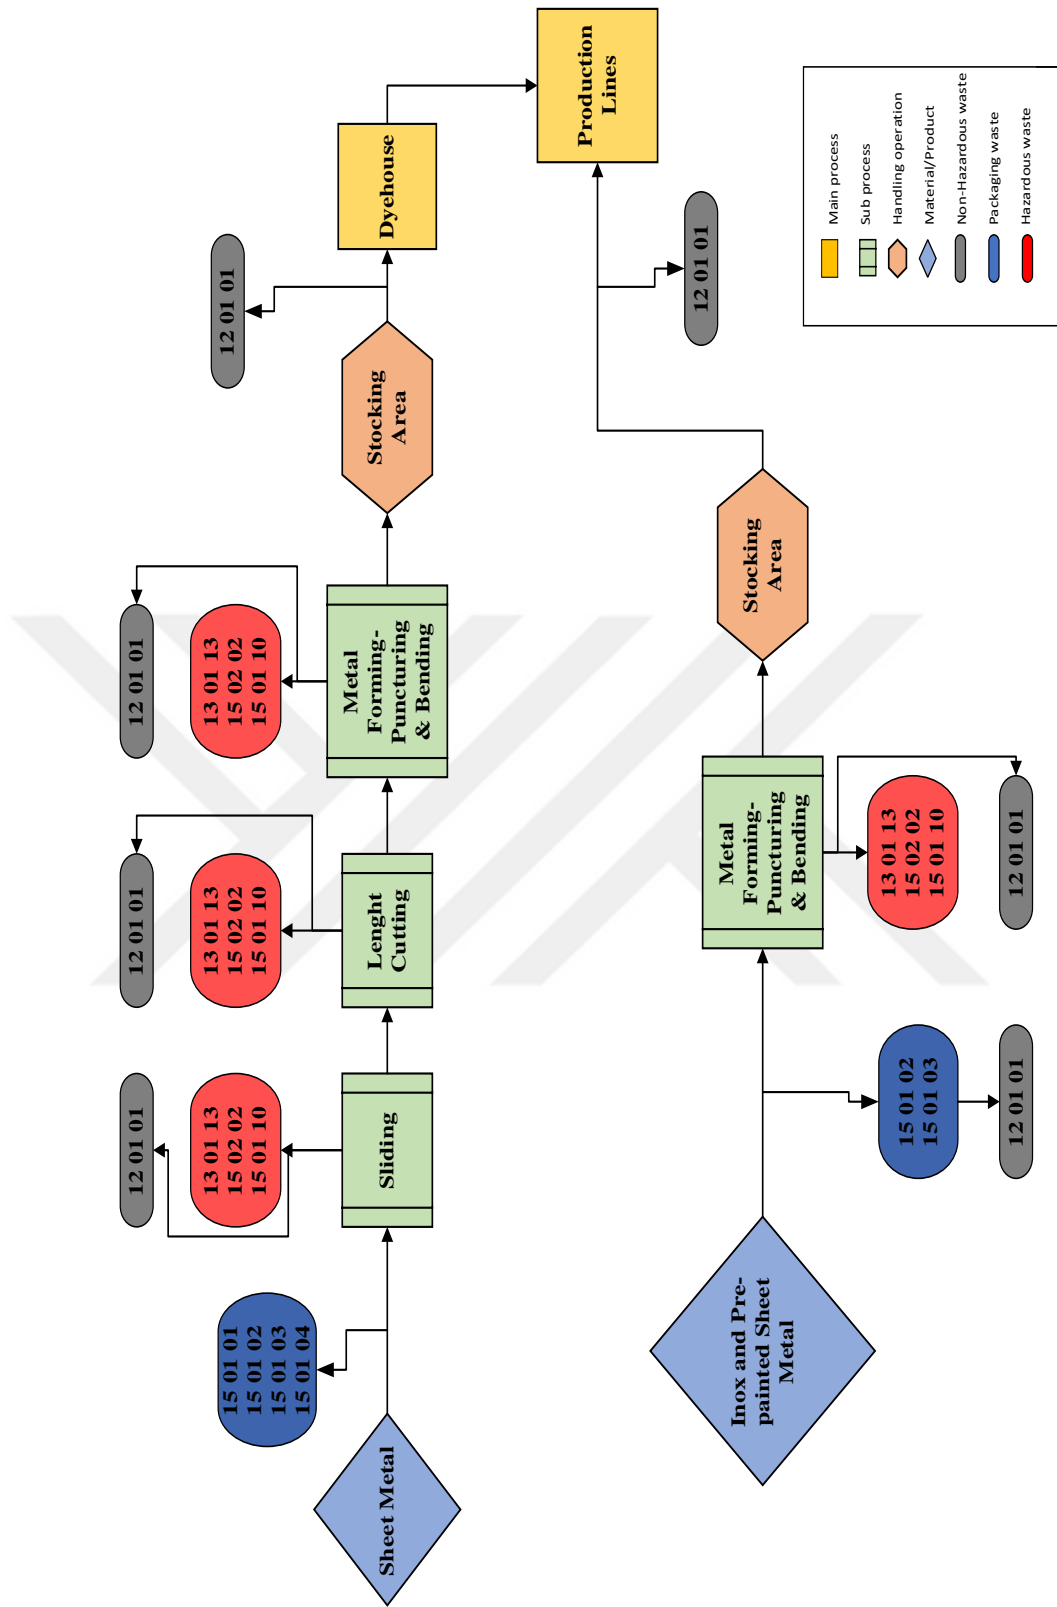 12 01 01
12 01 01
12 01 01
15 01 01
15 01 02
15 01 03
15 01 04
13 01 13
15 02 02
15 01 10
13 01 13
15 02 02
15 01 10
13 01 13
15 02 02
15 01 10
12 01 01
Sheet Metal
Sliding
Lenght
Cutting
Metal
Forming-
Puncturing
& Bending
Stocking
Area
Dyehouse
Production
Lines
12 01 01
Inox and Pre-
painted Sheet
Metal
Metal
Forming-
Puncturing
& Bending
Stocking
Area
15 01 02
15 01 03
13 01 13
15 02 02
15 01 10
12 01 01
12 01 01
Main process
Sub process
Handling operation
Material/Product
Non-Hazardous waste
Packaging waste
Hazardous waste